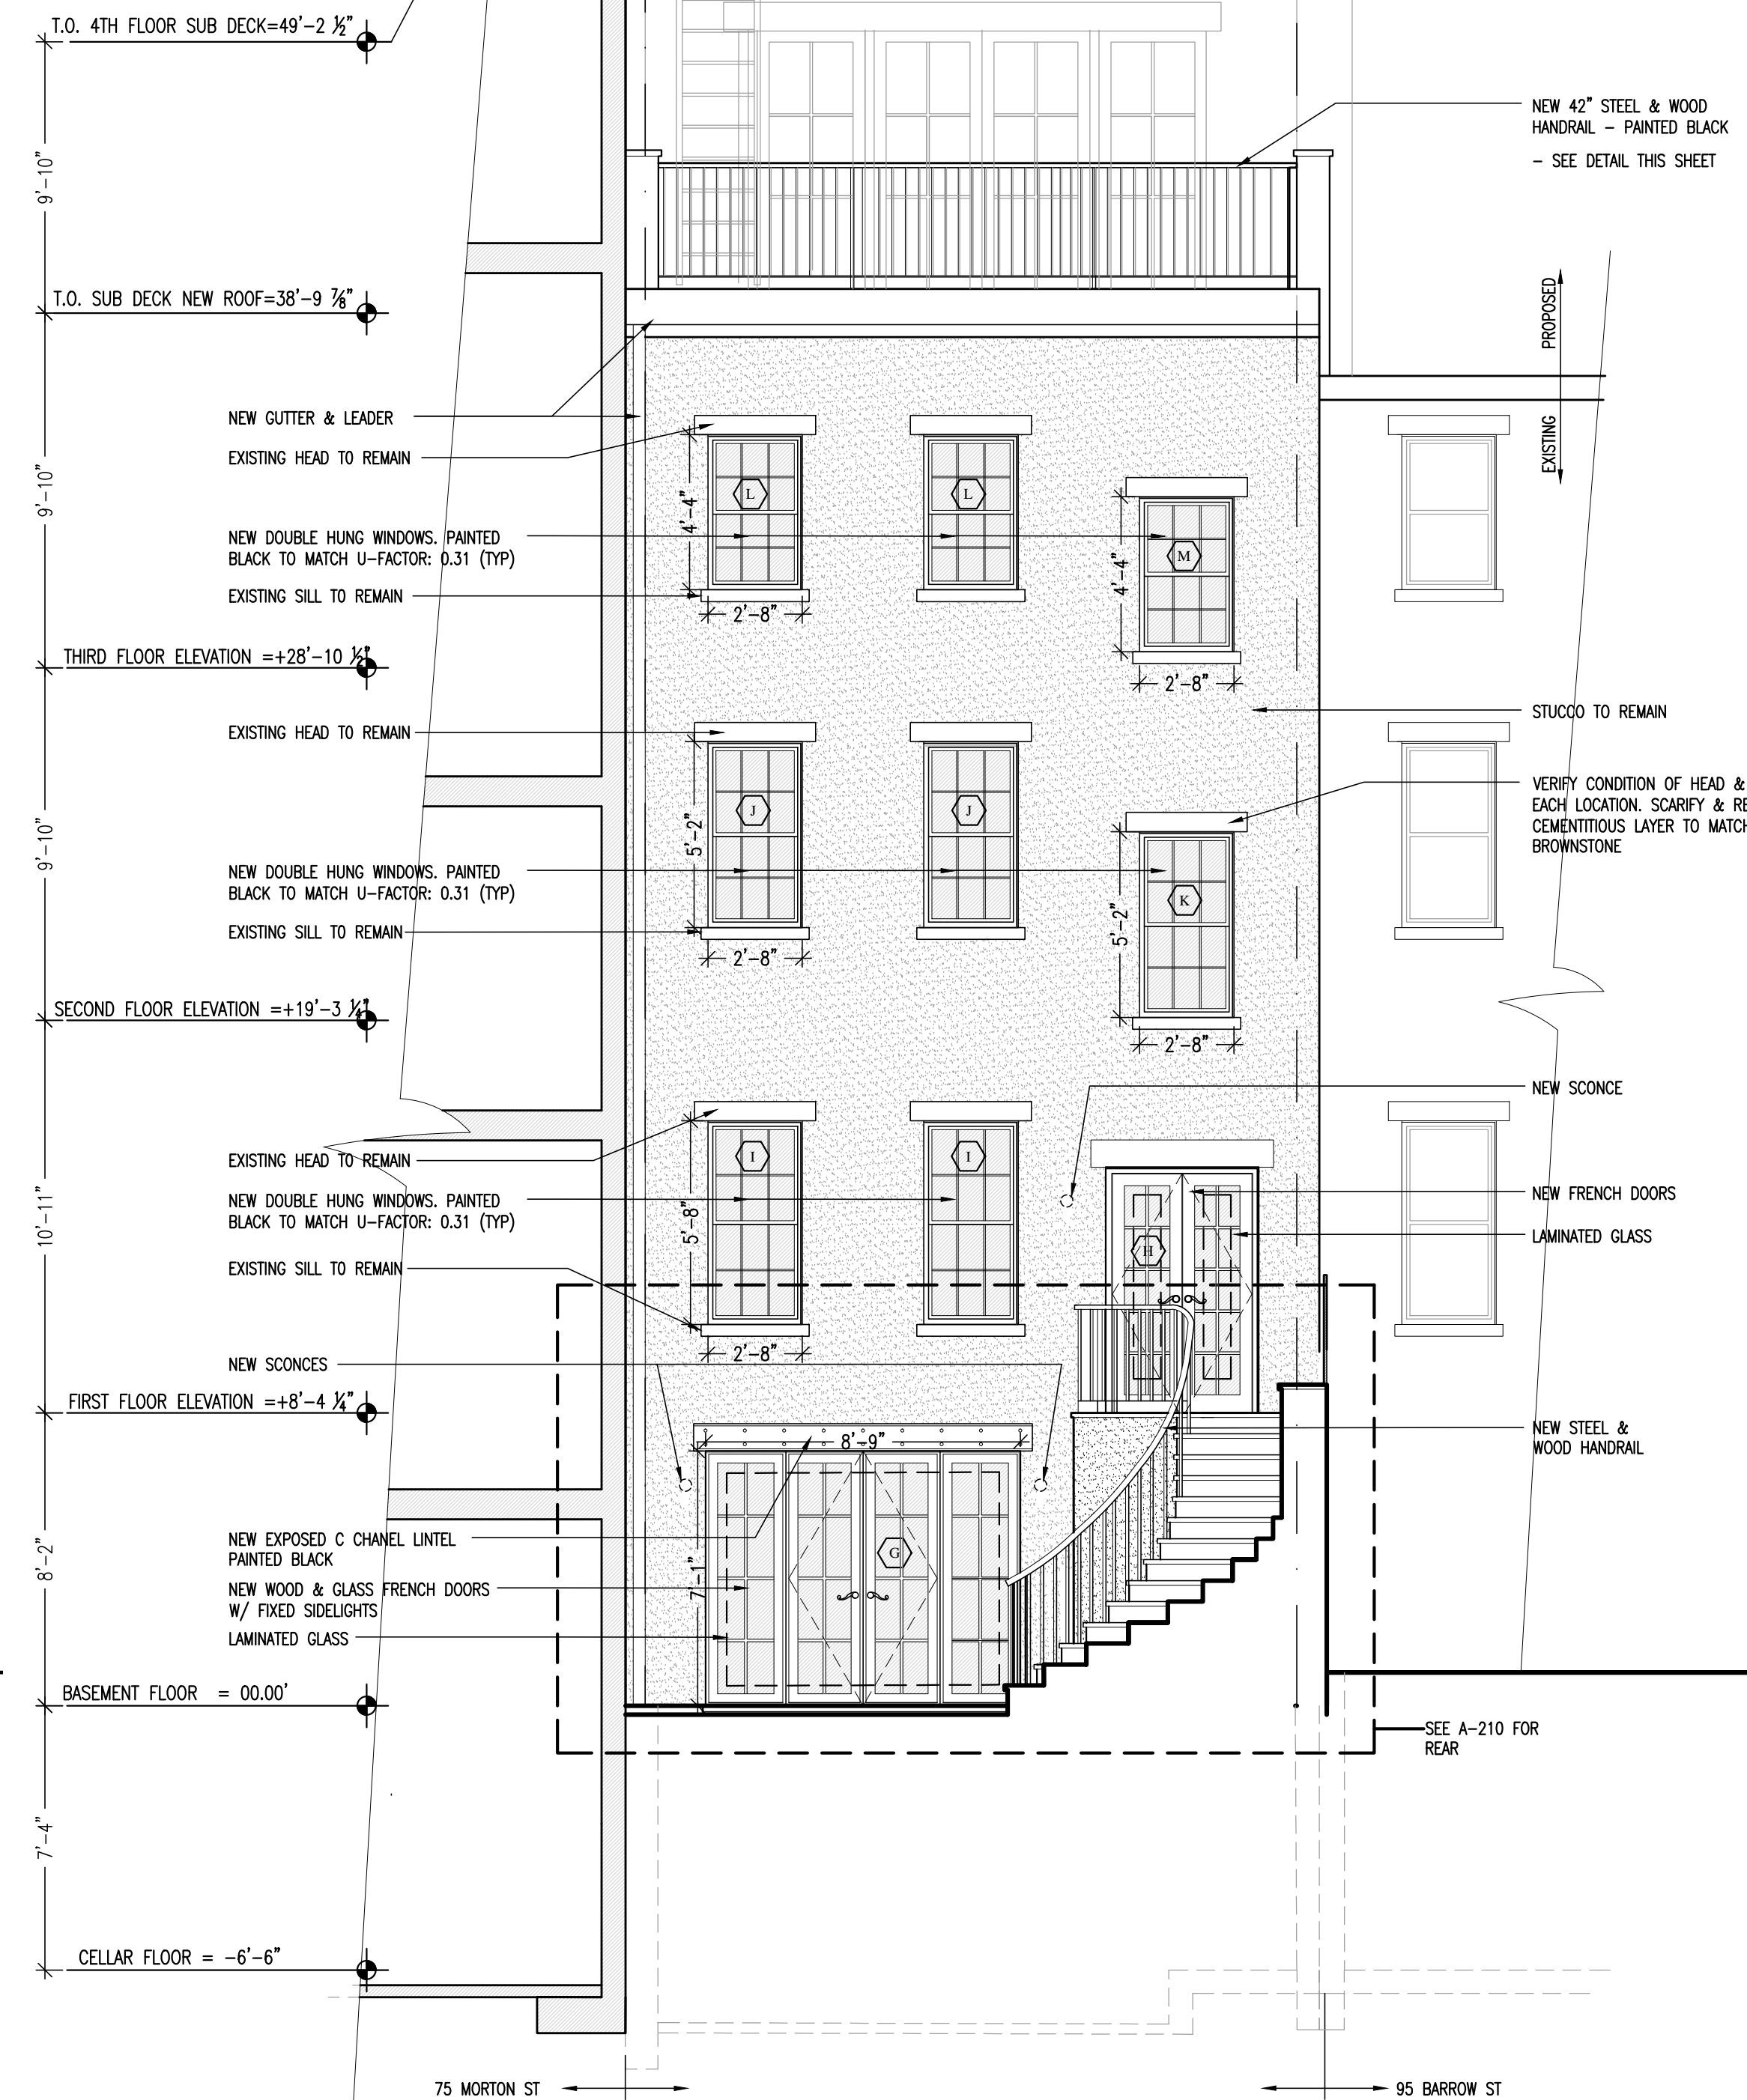 T.O. 4TH FLOOR SUB DECK=49'-2 ½"
NEW 42" STEEL & WOOD
HANDRAIL - PAINTED BLACK
- SEE DETAIL THIS SHEET
9'-10"
T.O. SUB DECK NEW ROOF=38'-9 ⅞"
PROPOSED
EXISTING
NEW GUTTER & LEADER
EXISTING HEAD TO REMAIN
9'-10"
L
L
M
4'-4"
4'-4"
NEW DOUBLE HUNG WINDOWS. PAINTED
BLACK TO MATCH U-FACTOR: 0.31 (TYP)
EXISTING SILL TO REMAIN
2'-8"
2'-8"
THIRD FLOOR ELEVATION =+28'-10 ½"
STUCCO TO REMAIN
EXISTING HEAD TO REMAIN
VERIFY CONDITION OF HEAD &
EACH LOCATION. SCARIFY & RE
CEMENTITIOUS LAYER TO MATCH
BROWNSTONE
9'-10"
J
J
K
5'-2"
5'-2"
NEW DOUBLE HUNG WINDOWS. PAINTED
BLACK TO MATCH U-FACTOR: 0.31 (TYP)
EXISTING SILL TO REMAIN
2'-8"
2'-8"
SECOND FLOOR ELEVATION =+19'-3 ¼"
NEW SCONCE
EXISTING HEAD TO REMAIN
I
I
NEW FRENCH DOORS
NEW DOUBLE HUNG WINDOWS. PAINTED
BLACK TO MATCH U-FACTOR: 0.31 (TYP)
10'-11"
5'-8"
H
LAMINATED GLASS
EXISTING SILL TO REMAIN
2'-8"
NEW SCONCES
FIRST FLOOR ELEVATION =+8'-4 ¼"
NEW STEEL &
WOOD HANDRAIL
8'-9"
NEW EXPOSED C CHANEL LINTEL
PAINTED BLACK
G
8'-2"
7'-1"
NEW WOOD & GLASS FRENCH DOORS
W/ FIXED SIDELIGHTS
LAMINATED GLASS
BASEMENT FLOOR = 00.00'
SEE A-210 FOR
REAR
7'-4"
CELLAR FLOOR = -6'-6"
75 MORTON ST
95 BARROW ST